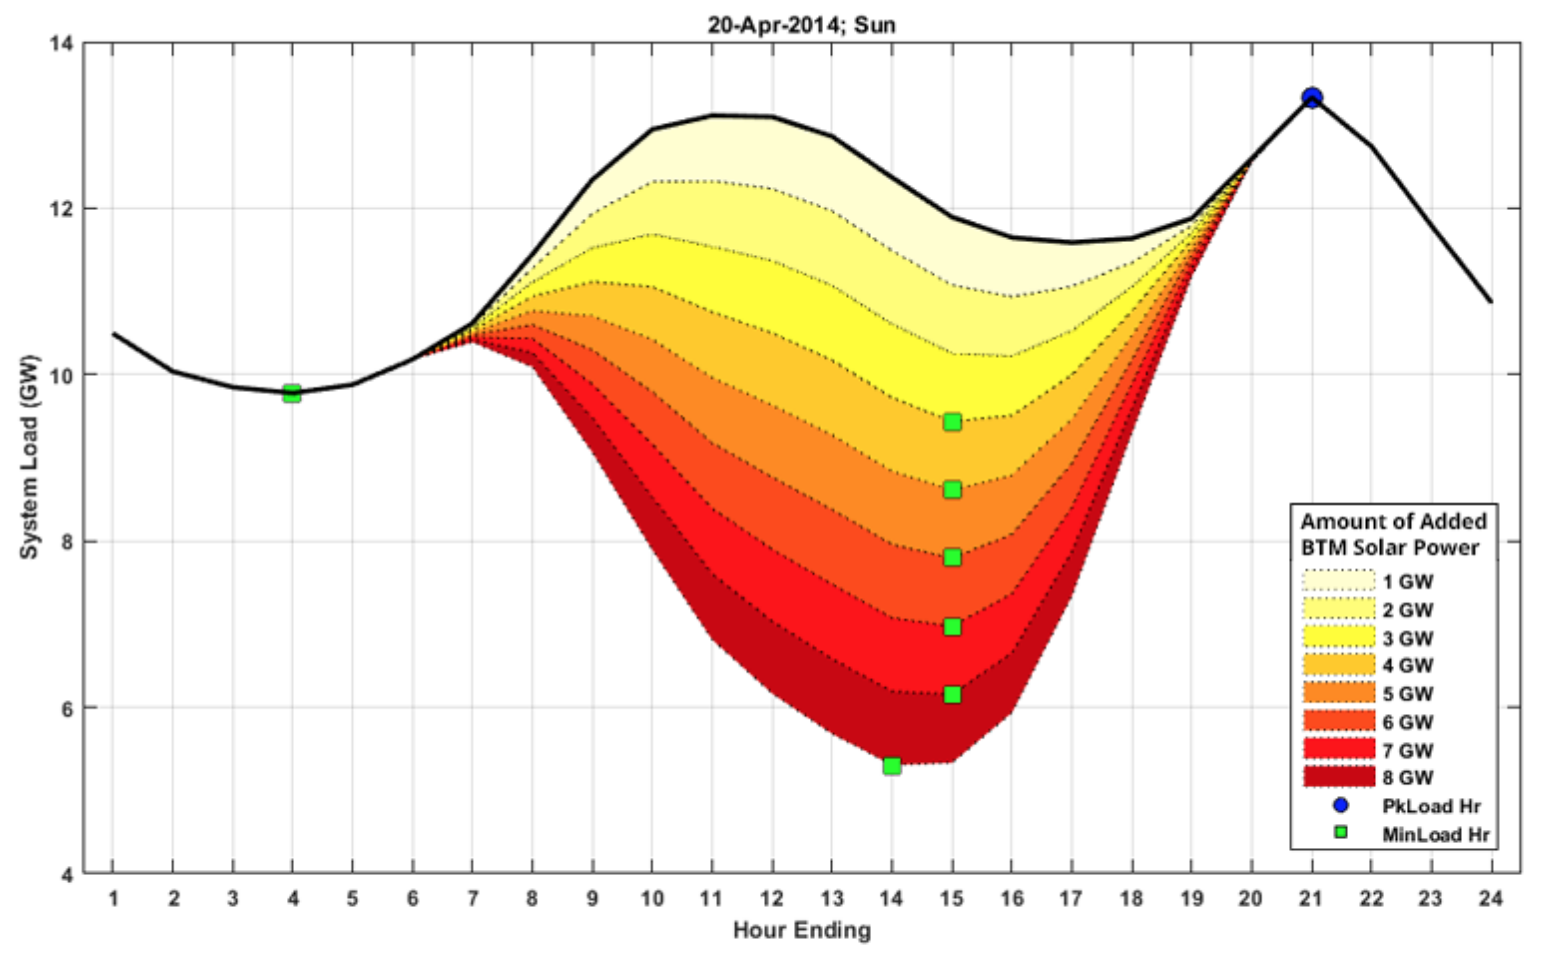 20-Apr-2014; Sun
System Load (GW)
14
12
10
8
6
4
1 2 3 4 5 6 7 8 9 10 11 12 13 14 15 16 17 18 19 20 21 22 23 24
Hour Ending
Amount of Added
BTM Solar Power
1 GW
2 GW
3 GW
4 GW
5 GW
6 GW
7 GW
8 GW
PkLoad Hr
MinLoad Hr